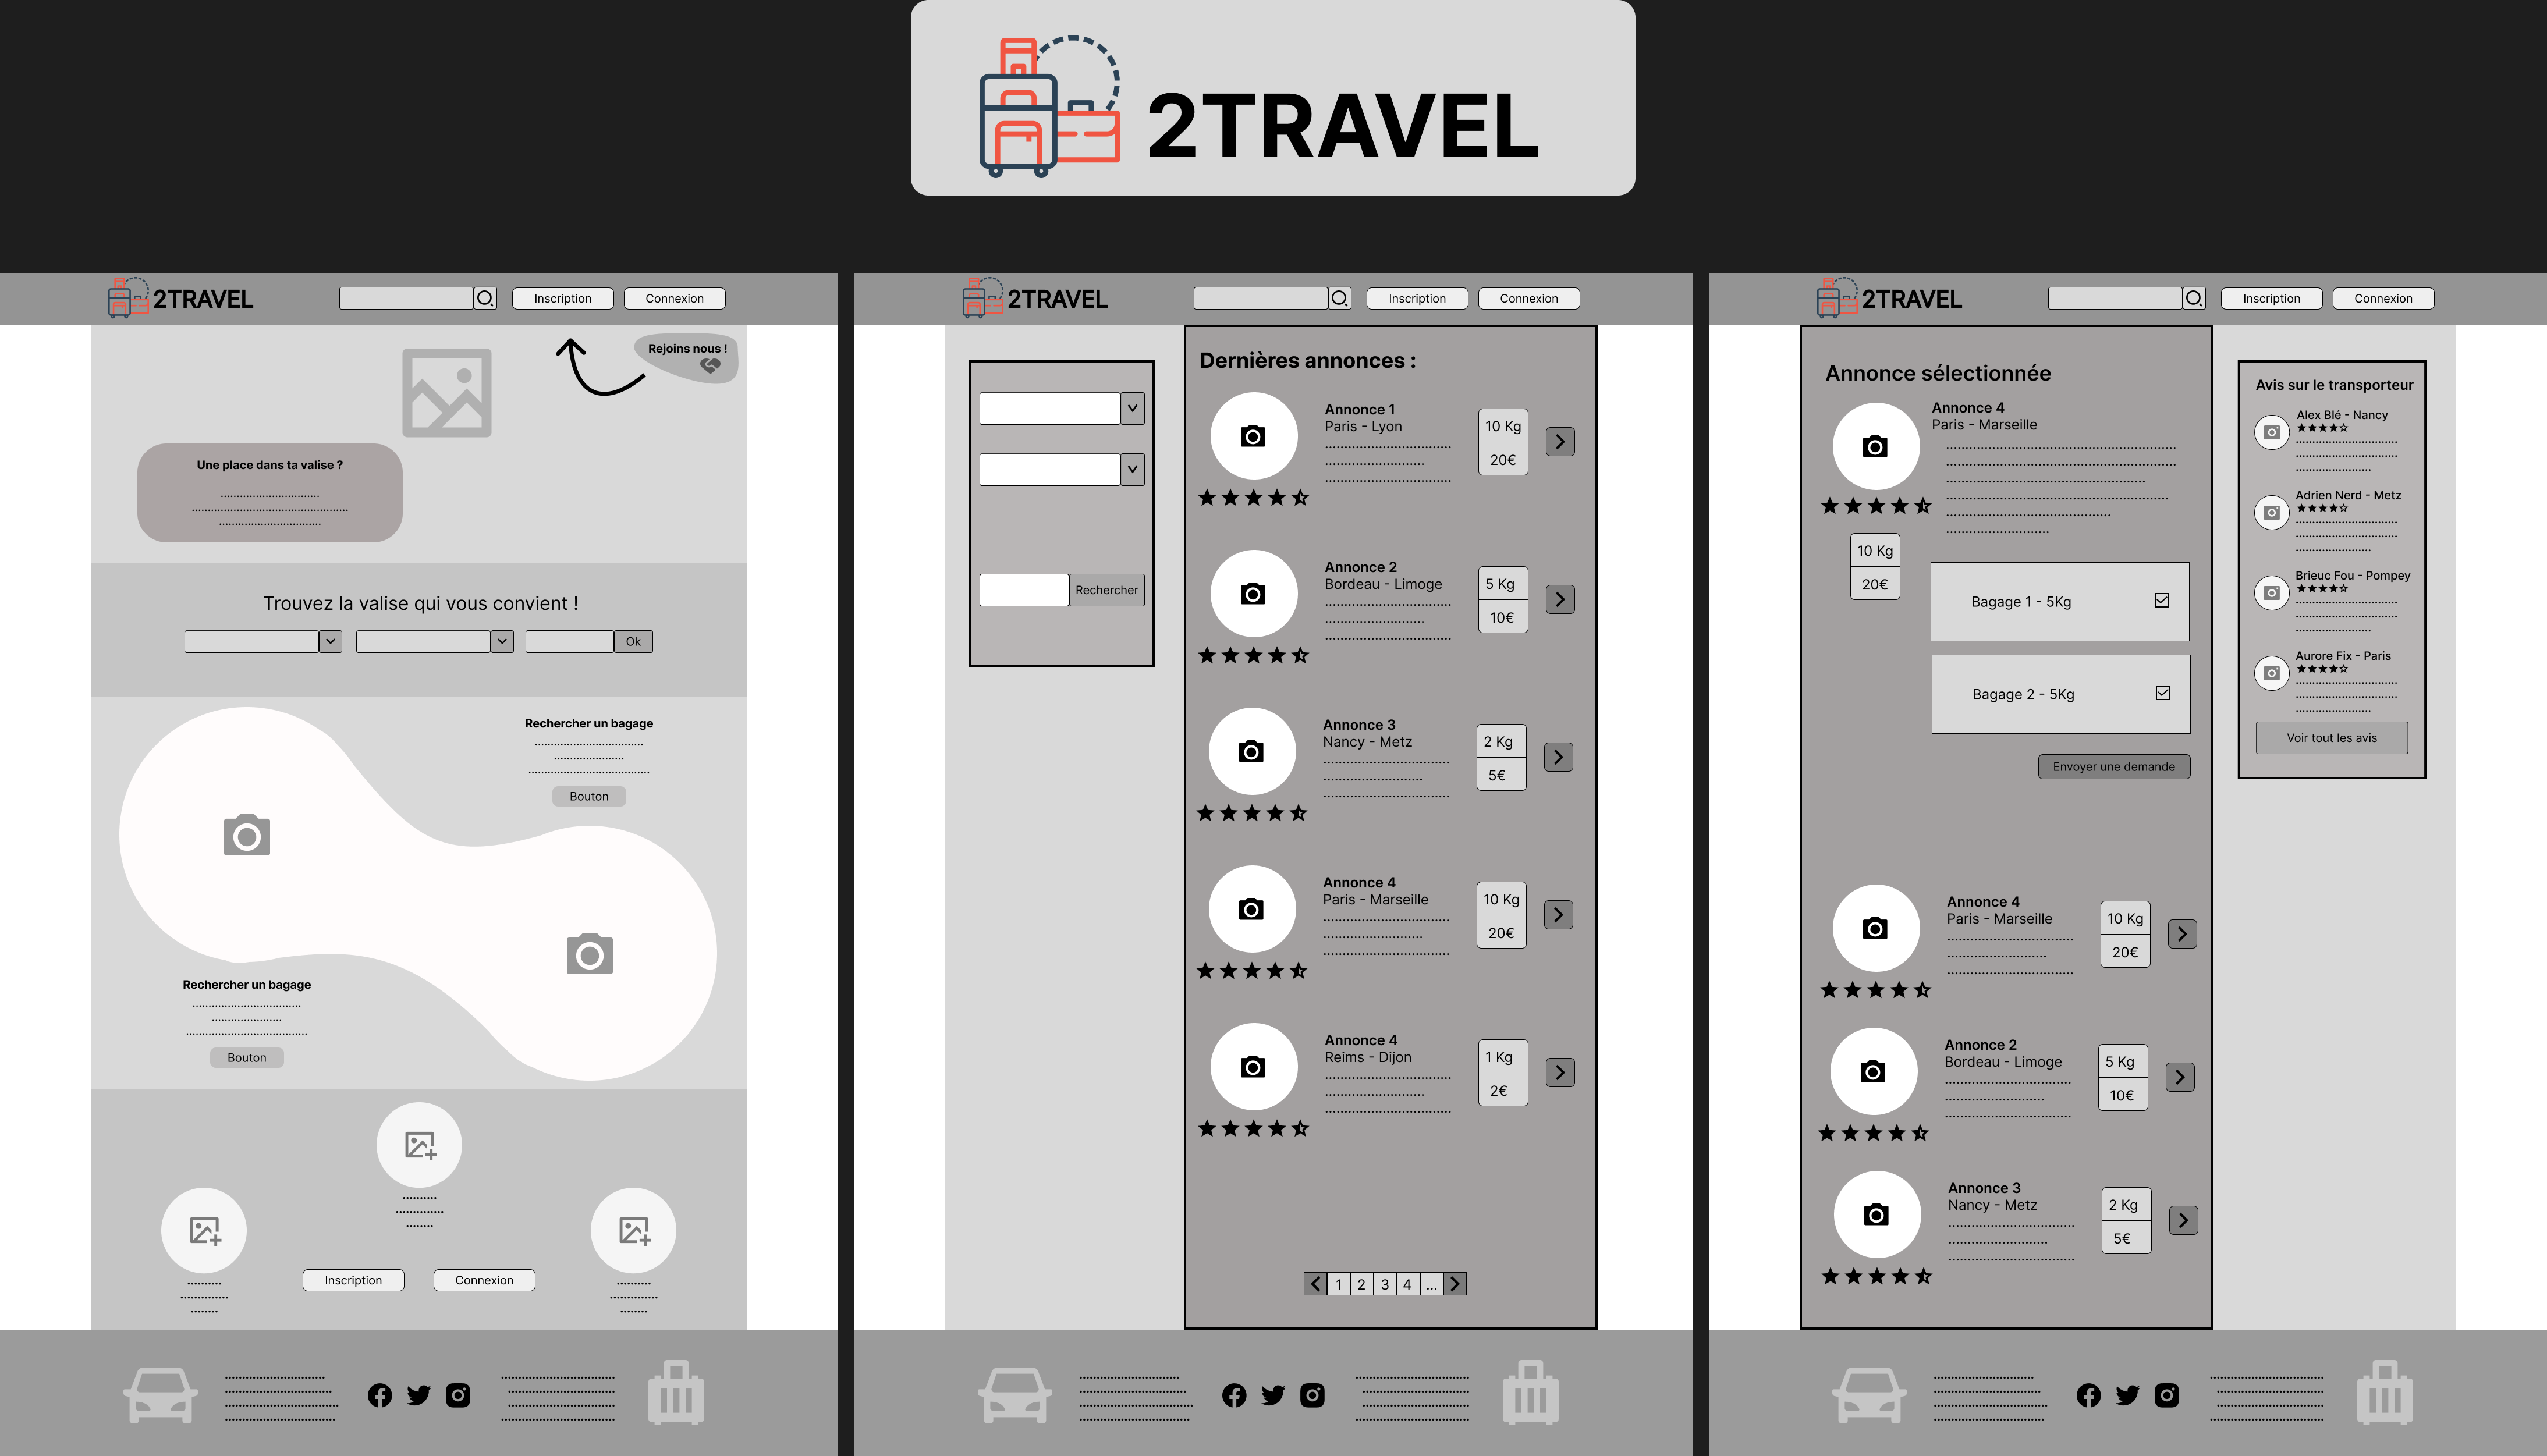 2TRAVEL
2TRAVEL
Inscription
Connexion
Rejoins nous !
Une place dans ta valise ?
Trouvez la valise qui vous convient !
Ok
Rechercher un bagage
Bouton
Rechercher un bagage
Bouton
Inscription
Connexion
2TRAVEL
Inscription
Connexion
Rechercher
Dernières annonces :
Annonce 1
Paris - Lyon
10 Kg
20€
Annonce 2
Bordeau - Limoge
5 Kg
10€
Annonce 3
Nancy - Metz
2 Kg
5€
Annonce 4
Paris - Marseille
10 Kg
20€
Annonce 4
Reims - Dijon
1 Kg
2€
1 2 3 4 ...
2TRAVEL
Inscription
Connexion
Annonce sélectionnée
Annonce 4
Paris - Marseille
10 Kg
20€
Bagage 1 - 5Kg
Bagage 2 - 5Kg
Envoyer une demande
Annonce 4
Paris - Marseille
10 Kg
20€
Annonce 2
Bordeau - Limoge
5 Kg
10€
Annonce 3
Nancy - Metz
2 Kg
5€
Avis sur le transporteur
Alex Blé - Nancy
Adrien Nerd - Metz
Brieuc Fou - Pompey
Aurore Fix - Paris
Voir tout les avis